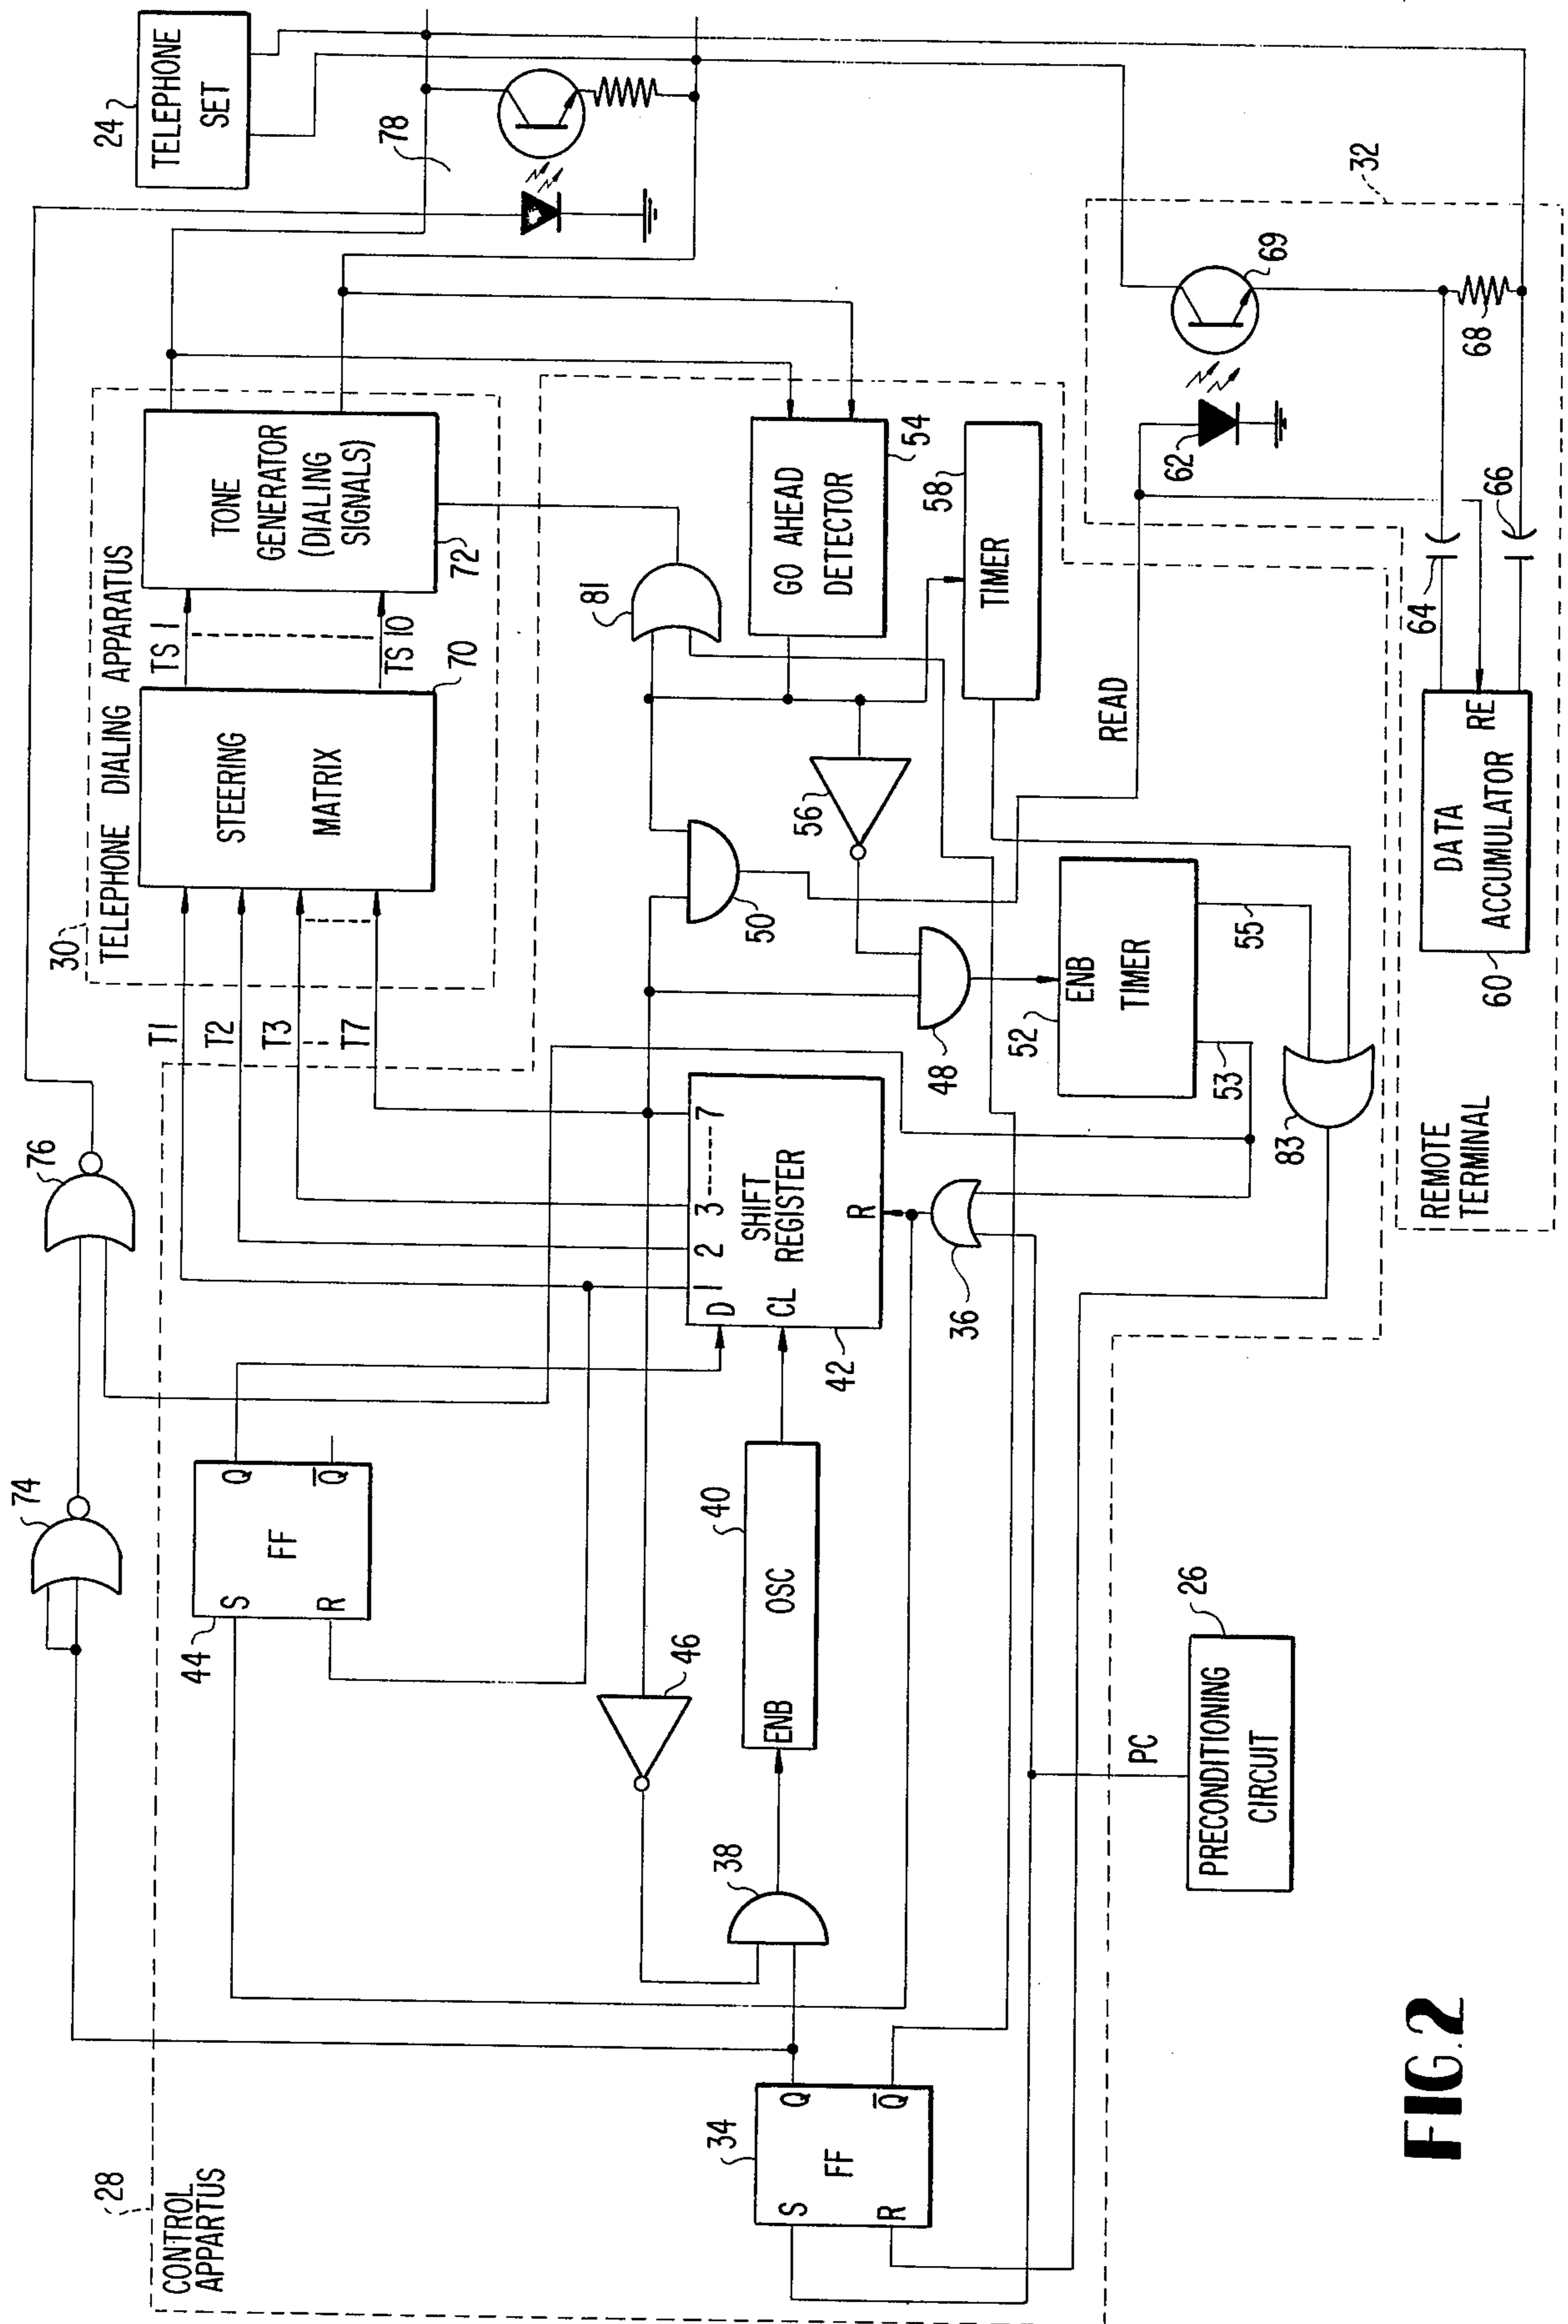 28
CONTROL
APPARTUS
34
S
R
FF
Q
Q̅
74
76
44
S
R
FF
Q
Q̅
46
38
40
ENB
OSC
PC
26
PRECONDITIONING
CIRCUIT
42
D
CL
1
2
3
7
SHIFT
REGISTER
R
36
T1
T2
T3
T7
30
TELEPHONE DIALING APPARATUS
STEERING
MATRIX
70
TS 1
TS 10
TONE
GENERATOR
(DIALING
SIGNALS)
72
81
50
56
48
52
ENB
TIMER
53
55
83
GO AHEAD
DETECTOR
54
58
TIMER
READ
24
TELEPHONE
SET
78
32
62
69
64
66
68
DATA
ACCUMULATOR
RE
60
REMOTE
TERMINAL
FIG.2